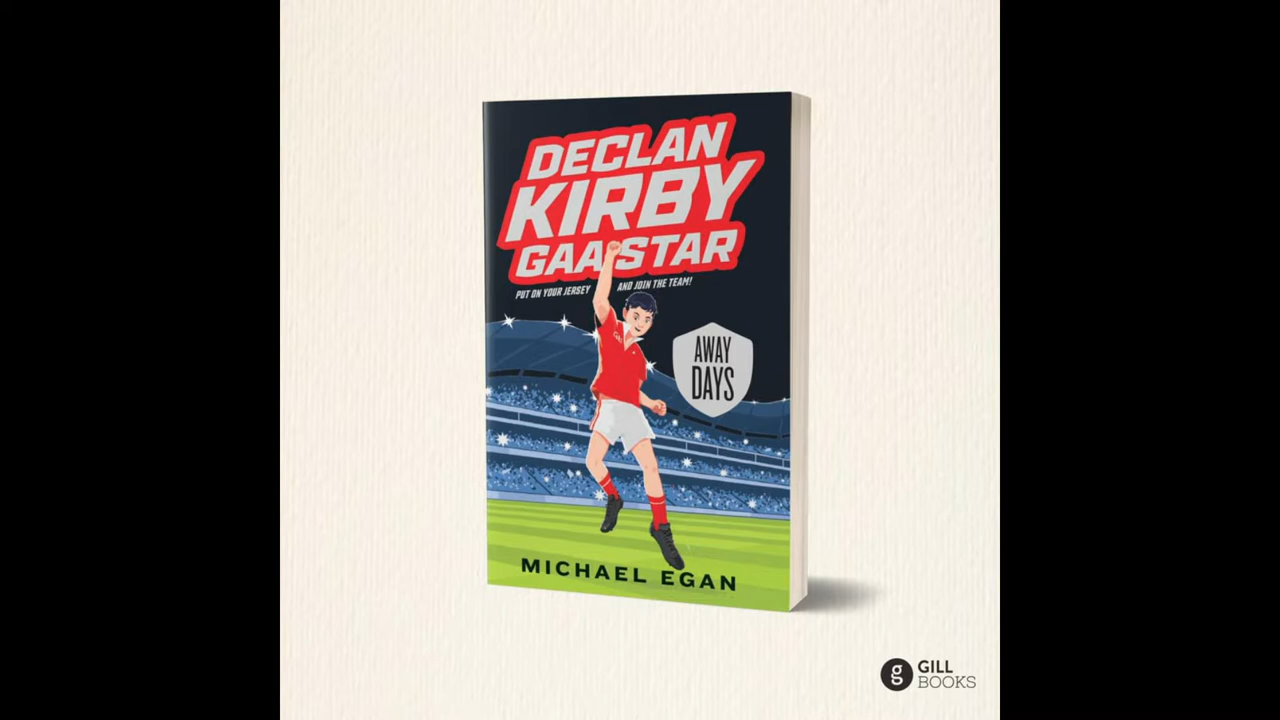 DECLAN
KIRBY
GAA STAR
PUT ON YOUR JERSEY AND JOIN THE TEAM!
AWAY
DAYS
MICHAEL EGAN
g GILL
BOOKS